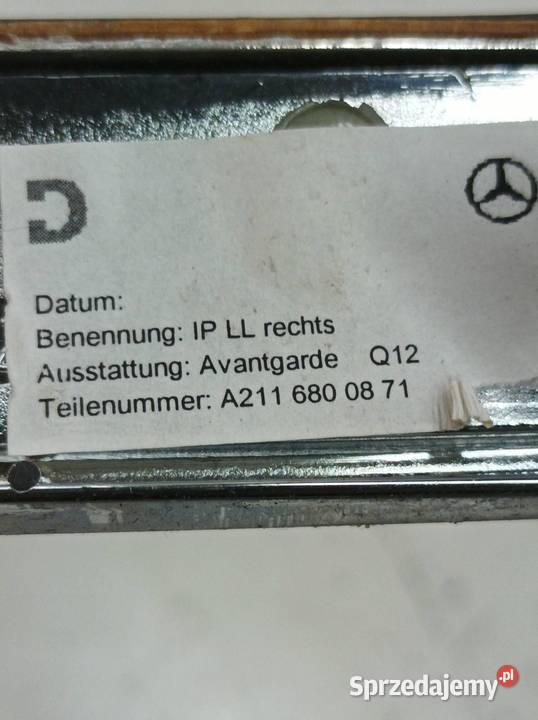 Datum:
Benennung: IP LL rechts
Ausstattung: Avantgarde Q12
Teilenummer: A211 680 08 71
Sprzedajemy.pl